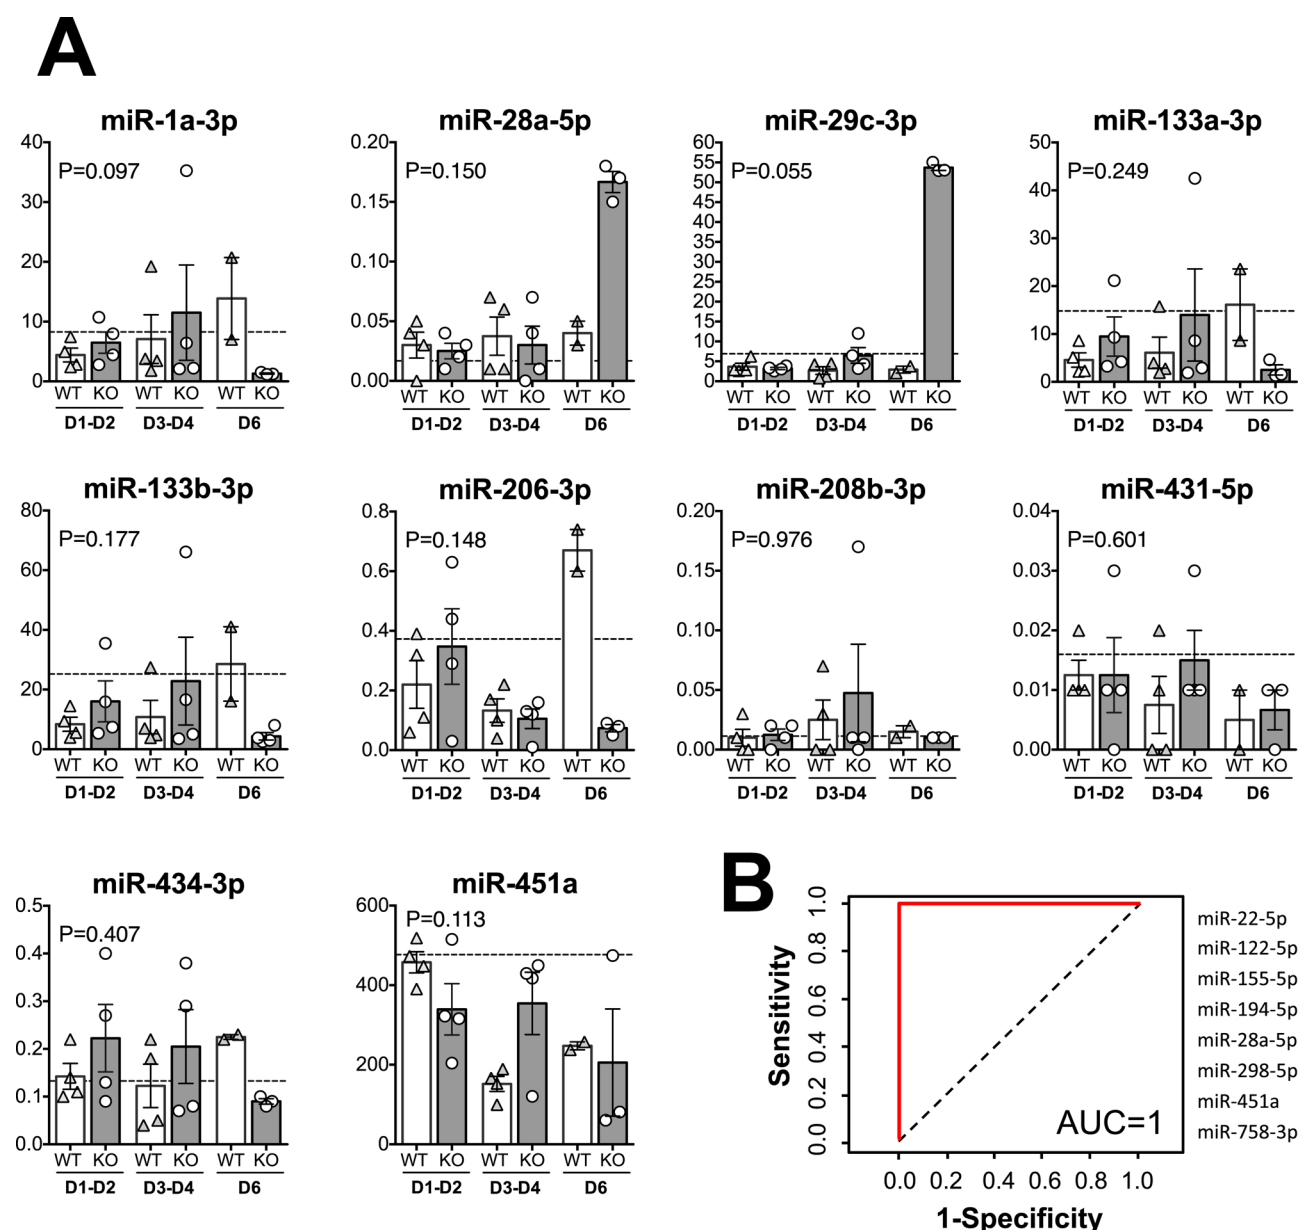 A
miR-1a-3p
P=0.097
40
30
20
10
0
WT KO WT KO WT KO
D1-D2 D3-D4 D6
miR-28a-5p
P=0.150
0.20
0.15
0.10
0.05
0.00
WT KO WT KO WT KO
D1-D2 D3-D4 D6
miR-29c-3p
P=0.055
60
55
50
45
40
35
30
25
20
15
10
5
0
WT KO WT KO WT KO
D1-D2 D3-D4 D6
miR-133a-3p
P=0.249
50
40
30
20
10
0
WT KO WT KO WT KO
D1-D2 D3-D4 D6
miR-133b-3p
P=0.177
80
60
40
20
0
WT KO WT KO WT KO
D1-D2 D3-D4 D6
miR-206-3p
P=0.148
0.8
0.6
0.4
0.2
0.0
WT KO WT KO WT KO
D1-D2 D3-D4 D6
miR-208b-3p
P=0.976
0.20
0.15
0.10
0.05
0.00
WT KO WT KO WT KO
D1-D2 D3-D4 D6
miR-431-5p
P=0.601
0.04
0.03
0.02
0.01
0.00
WT KO WT KO WT KO
D1-D2 D3-D4 D6
miR-434-3p
P=0.407
0.5
0.4
0.3
0.2
0.1
0.0
WT KO WT KO WT KO
D1-D2 D3-D4 D6
miR-451a
P=0.113
600
400
200
0
WT KO WT KO WT KO
D1-D2 D3-D4 D6
B
Sensitivity
1.0
0.8
0.6
0.4
0.2
0.0
AUC=1
0.0 0.2 0.4 0.6 0.8 1.0
1-Specificity
miR-22-5p
miR-122-5p
miR-155-5p
miR-194-5p
miR-28a-5p
miR-298-5p
miR-451a
miR-758-3p